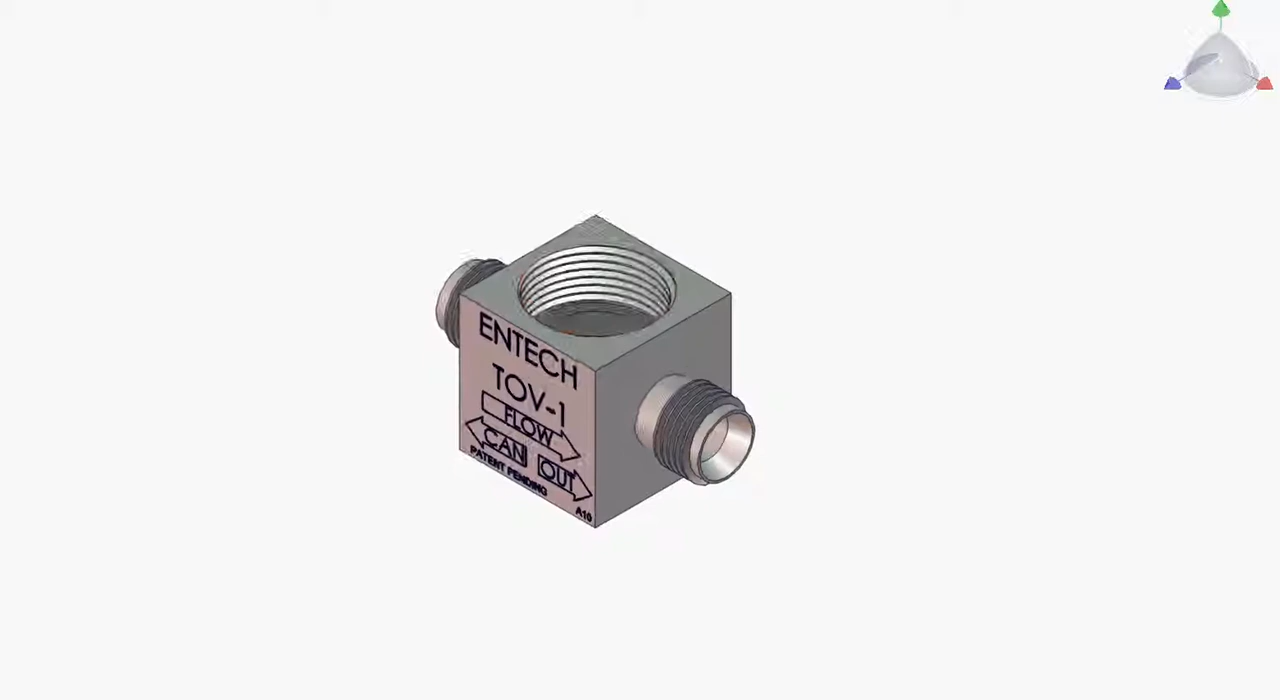 ENTECH
TOV-1
FLOW
CAN OUT
PATENT PENDING
A10